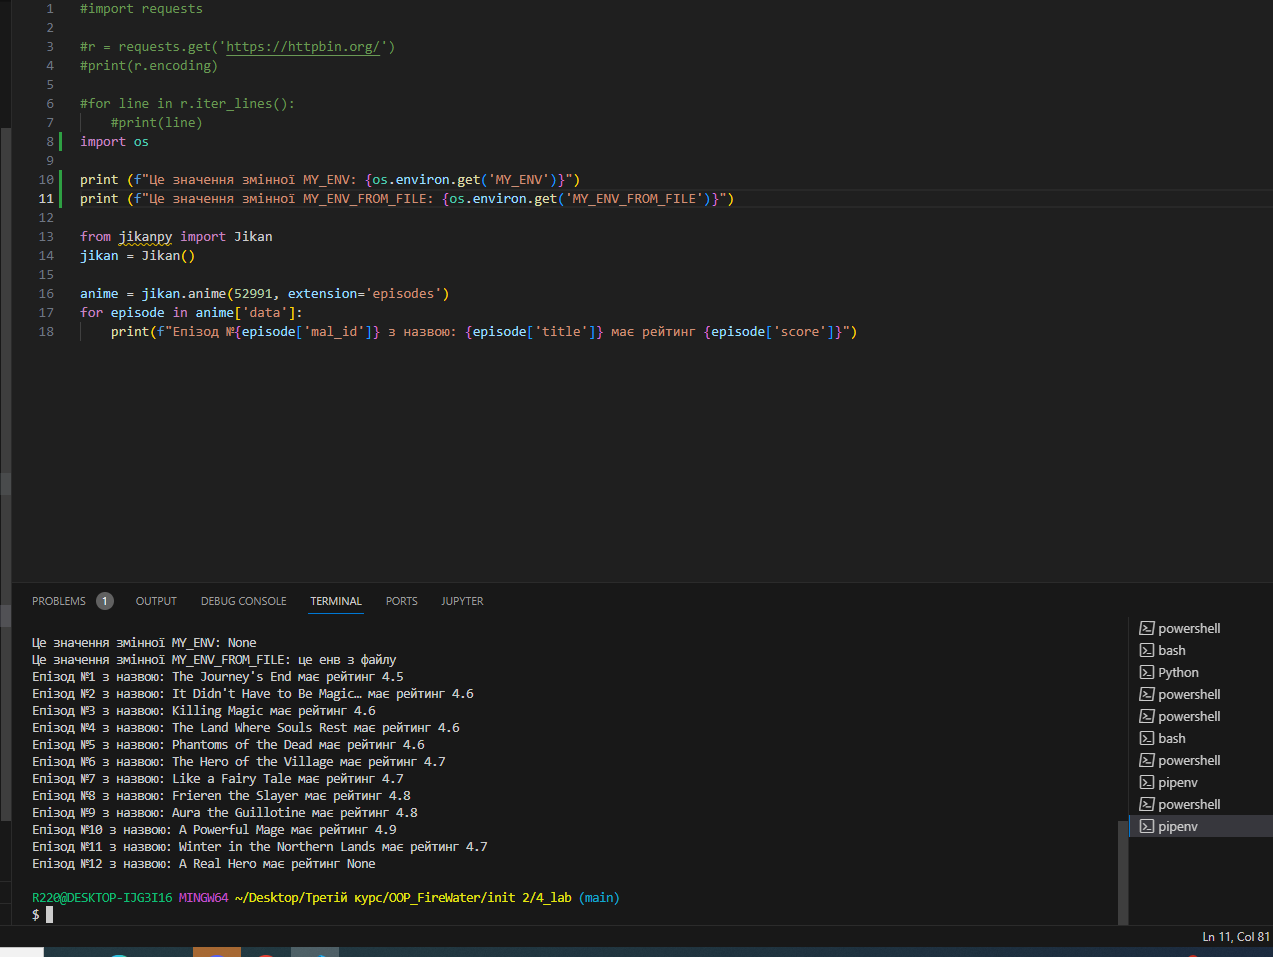 1 #import requests
2
3 #r = requests.get('https://httpbin.org/')
4 #print(r.encoding)
5
6 #for line in r.iter_lines():
7 #print(line)
8 import os
9
10 print (f"Це значення змінної MY_ENV: {os.environ.get('MY_ENV')}")
11 print (f"Це значення змінної MY_ENV_FROM_FILE: {os.environ.get('MY_ENV_FROM_FILE')}")
12
13 from jikanpy import Jikan
14 jikan = Jikan()
15
16 anime = jikan.anime(52991, extension='episodes')
17 for episode in anime['data']:
18 print(f"Епізод №{episode['mal_id']} з назвою: {episode['title']} має рейтинг {episode['score']}")
PROBLEMS 1 OUTPUT DEBUG CONSOLE TERMINAL PORTS JUPYTER
Це значення змінної MY_ENV: None
Це значення змінної MY_ENV_FROM_FILE: це енв з файлу
Епізод №1 з назвою: The Journey's End має рейтинг 4.5
Епізод №2 з назвою: It Didn't Have to Be Magic… має рейтинг 4.6
Епізод №3 з назвою: Killing Magic має рейтинг 4.6
Епізод №4 з назвою: The Land Where Souls Rest має рейтинг 4.6
Епізод №5 з назвою: Phantoms of the Dead має рейтинг 4.6
Епізод №6 з назвою: The Hero of the Village має рейтинг 4.7
Епізод №7 з назвою: Like a Fairy Tale має рейтинг 4.7
Епізод №8 з назвою: Frieren the Slayer має рейтинг 4.8
Епізод №9 з назвою: Aura the Guillotine має рейтинг 4.8
Епізод №10 з назвою: A Powerful Mage має рейтинг 4.9
Епізод №11 з назвою: Winter in the Northern Lands має рейтинг 4.7
Епізод №12 з назвою: A Real Hero має рейтинг None
R220@DESKTOP-IJG3I16 MINGW64 ~/Desktop/Третій курс/OOP_FireWater/init 2/4_lab (main)
$
powershell
bash
Python
powershell
powershell
bash
powershell
pipenv
powershell
pipenv
Ln 11, Col 81